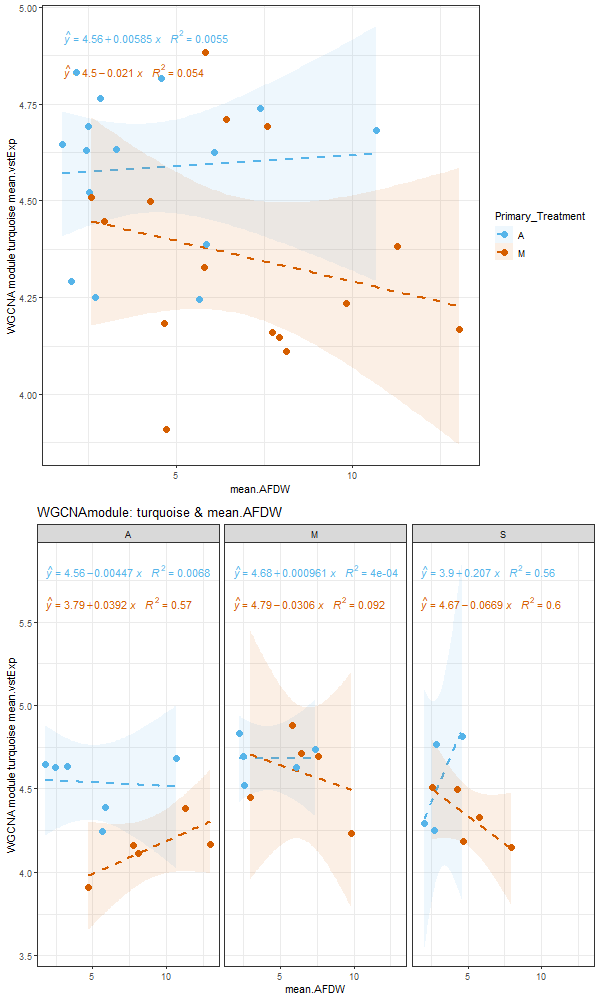 5.00
ŷ = 4.56 + 0.00585 x   R² = 0.0055
ŷ = 4.5 − 0.021 x   R² = 0.054
4.75
4.50
4.25
4.00
WGCNA module turquoise mean.vstExp
5 10
mean.AFDW
Primary_Treatment
A
M
WGCNAmodule: turquoise & mean.AFDW
A M S
ŷ = 4.56 − 0.00447 x   R² = 0.0068
ŷ = 3.79 + 0.0392 x   R² = 0.57
ŷ = 4.68 + 0.000961 x   R² = 4e-04
ŷ = 4.79 − 0.0306 x   R² = 0.092
ŷ = 3.9 + 0.207 x   R² = 0.56
ŷ = 4.67 − 0.0669 x   R² = 0.6
5.5
5.0
4.5
4.0
3.5
WGCNA module turquoise mean.vstExp
5 10 5 10 5 10
mean.AFDW